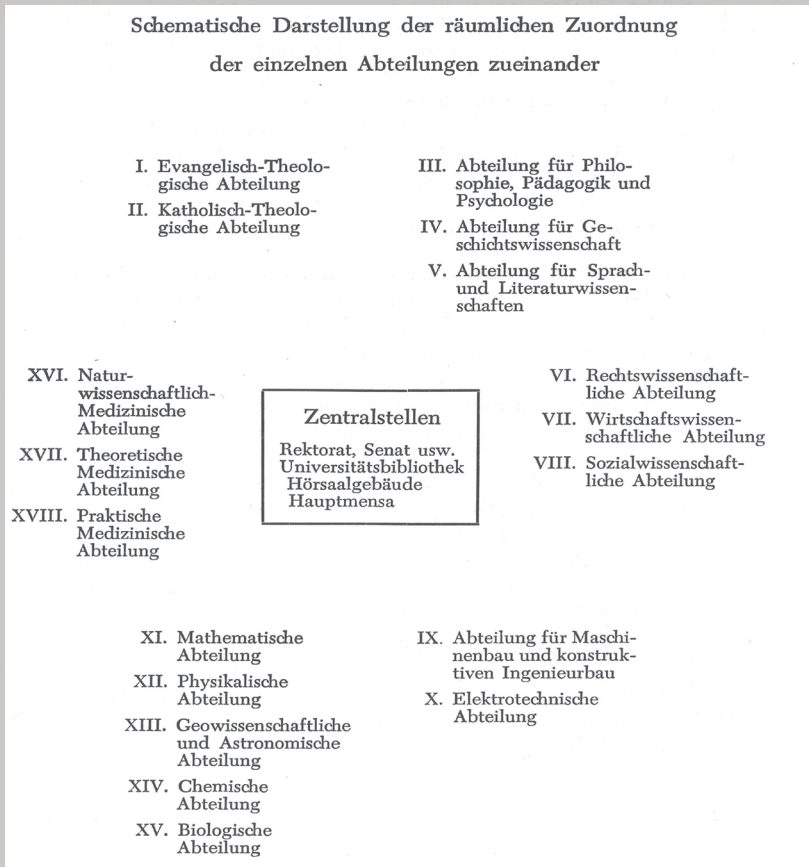 Schematische Darstellung der räumlichen Zuordnung
der einzelnen Abteilungen zueinander
I. Evangelisch-Theolo-
gische Abteilung
II. Katholisch-Theolo-
gische Abteilung
III. Abteilung für Philo-
sophie, Pädagogik und
Psychologie
IV. Abteilung für Ge-
schichtswissenschaft
V. Abteilung für Sprach-
und Literaturwissen-
schaften
XVI. Natur-
wissenschaftlich-
Medizinische
Abteilung
XVII. Theoretische
Medizinische
Abteilung
XVIII. Praktische
Medizinische
Abteilung
Zentralstellen
Rektorat, Senat usw.
Universitätsbibliothek
Hörsaalgebäude
Hauptmensa
VI. Rechtswissenschaft-
liche Abteilung
VII. Wirtschaftswissen-
schaftliche Abteilung
VIII. Sozialwissenschaft-
liche Abteilung
XI. Mathematische
Abteilung
XII. Physikalische
Abteilung
XIII. Geowissenschaftliche
und Astronomische
Abteilung
XIV. Chemische
Abteilung
XV. Biologische
Abteilung
IX. Abteilung für Maschi-
nenbau und konstruk-
tiven Ingenieurbau
X. Elektrotechnische
Abteilung